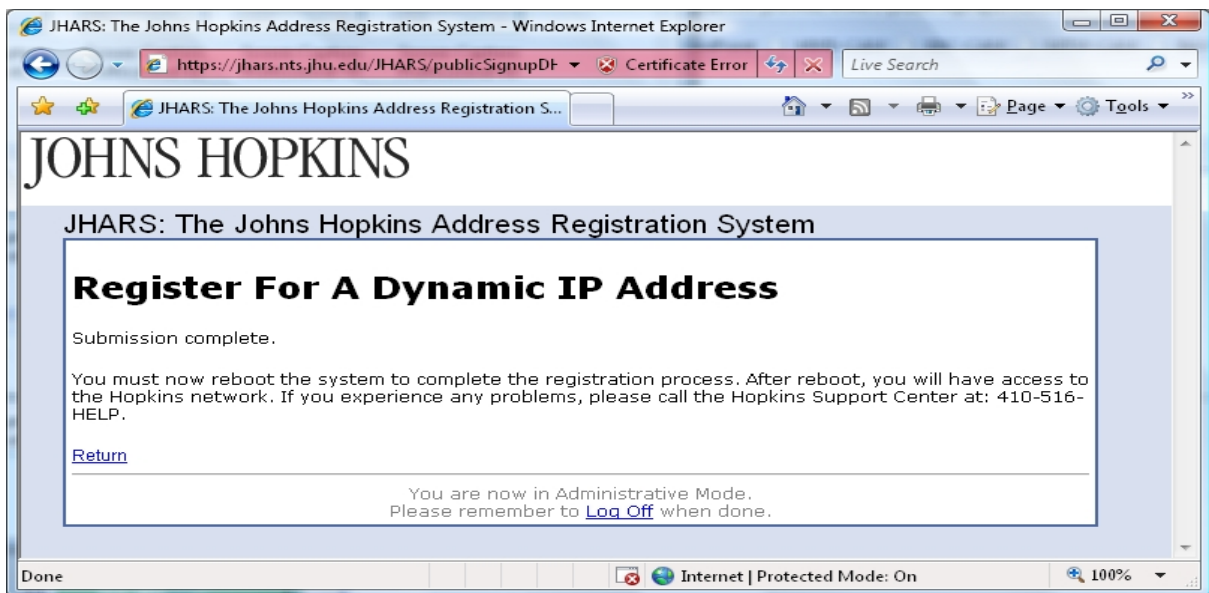 JHARS: The Johns Hopkins Address Registration System - Windows Internet Explorer
https://jhars.nts.jhu.edu/JHARS/publicSignupDH Certificate Error Live Search
JHARS: The Johns Hopkins Address Registration S... Page Tools
JOHNS HOPKINS
JHARS: The Johns Hopkins Address Registration System
Register For A Dynamic IP Address
Submission complete.
You must now reboot the system to complete the registration process. After reboot, you will have access to
the Hopkins network. If you experience any problems, please call the Hopkins Support Center at: 410-516-
HELP.
Return
You are now in Administrative Mode.
Please remember to Log Off when done.
Done Internet | Protected Mode: On 100%